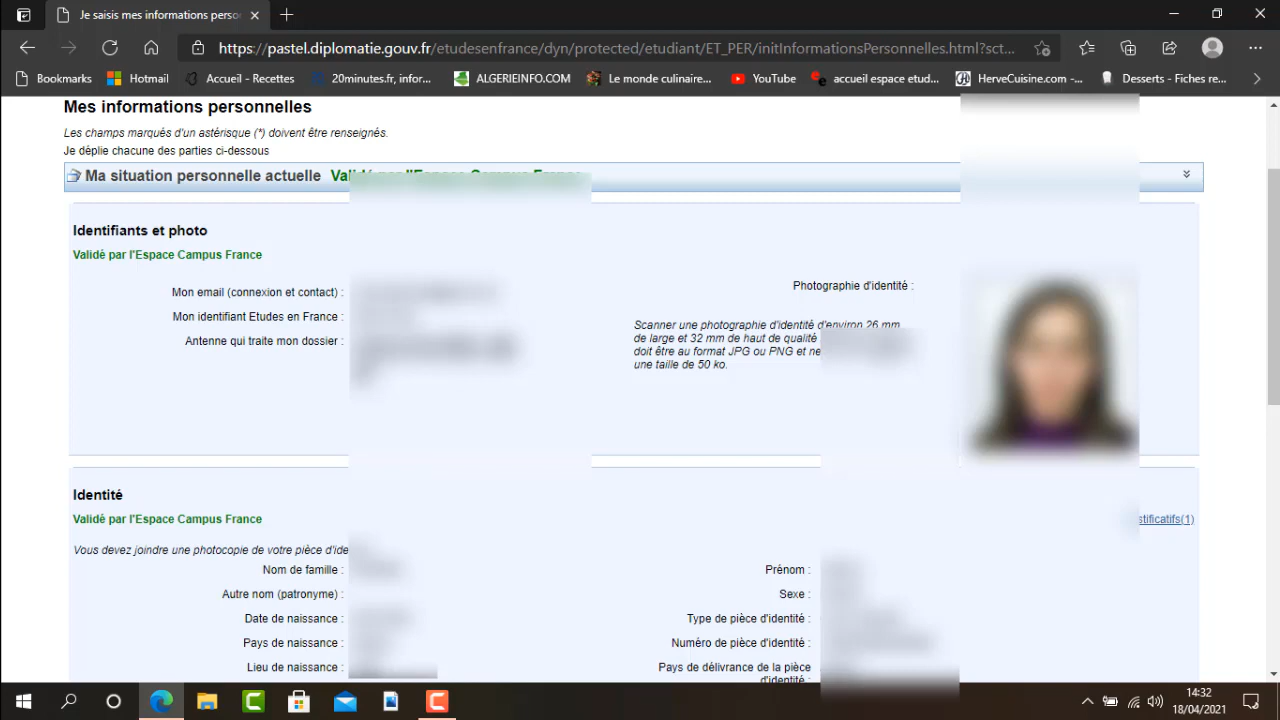 Je saisis mes informations perso
https://pastel.diplomatie.gouv.fr/etudesenfrance/dyn/protected/etudiant/ET_PER/initInformationsPersonnelles.html?sct...
Bookmarks Hotmail Accueil - Recettes 20minutes.fr, infor... ALGERIEINFO.COM Le monde culinaire... YouTube accueil espace etud... HerveCuisine.com -... Desserts - Fiches re...
Mes informations personnelles
Les champs marqués d'un astérisque (*) doivent être renseignés.
Je déplie chacune des parties ci-dessous
Ma situation personnelle actuelle Validé par l'Espace Campus France
Identifiants et photo
Validé par l'Espace Campus France
Mon email (connexion et contact) :
Mon identifiant Etudes en France :
Antenne qui traite mon dossier :
Photographie d'identité :
Scanner une photographie d'identité d'environ 26 mm
de large et 32 mm de haut de qualité
doit être au format JPG ou PNG et ne
une taille de 50 ko.
Identité
Validé par l'Espace Campus France
stificatifs(1)
Vous devez joindre une photocopie de votre pièce d'ide
Nom de famille :
Prénom :
Autre nom (patronyme) :
Sexe :
Date de naissance :
Type de pièce d'identité :
Pays de naissance :
Numéro de pièce d'identité :
Lieu de naissance :
Pays de délivrance de la pièce
d'identité :
14:32
18/04/2021